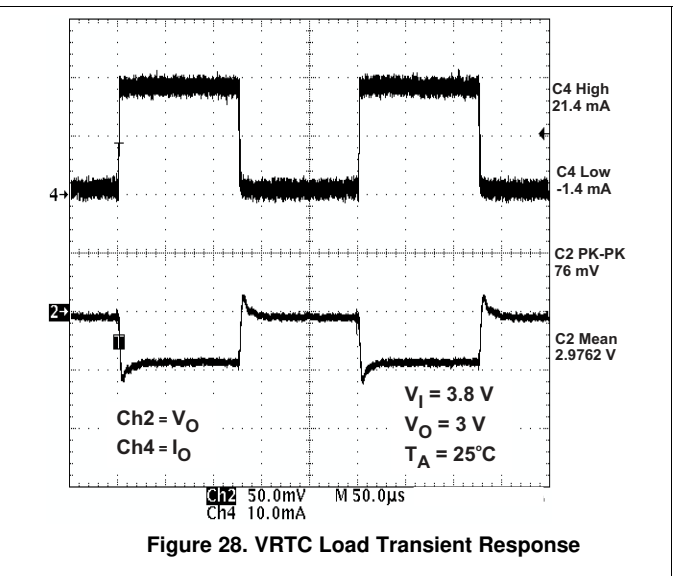 C4 High
21.4 mA
C4 Low
-1.4 mA
4→
C2 PK-PK
76 mV
2→
T
C2 Mean
2.9762 V
Ch2 = VO
Ch4 = IO
VI = 3.8 V
VO = 3 V
TA = 25°C
Ch2 50.0mV M 50.0µs
Ch4 10.0mA
Figure 28. VRTC Load Transient Response